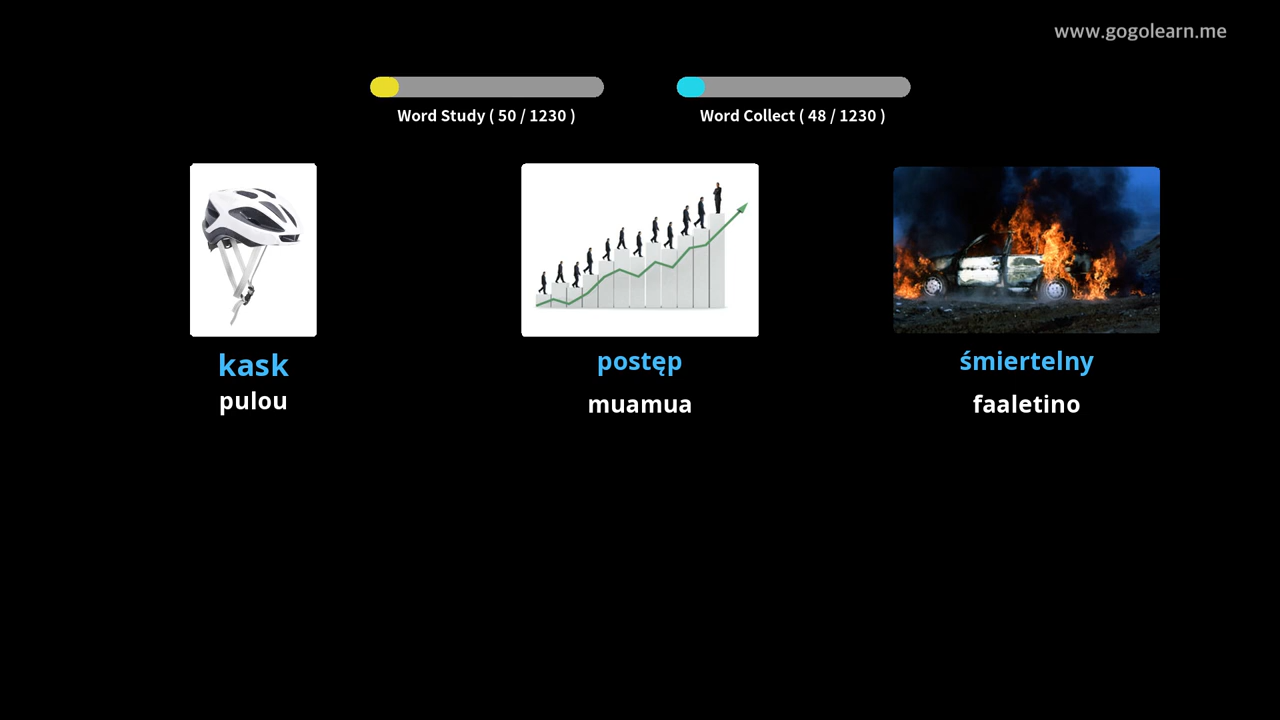 www.gogolearn.me
Word Study ( 50 / 1230 )
Word Collect ( 48 / 1230 )
kask
pulou
postęp
muamua
śmiertelny
faaletino